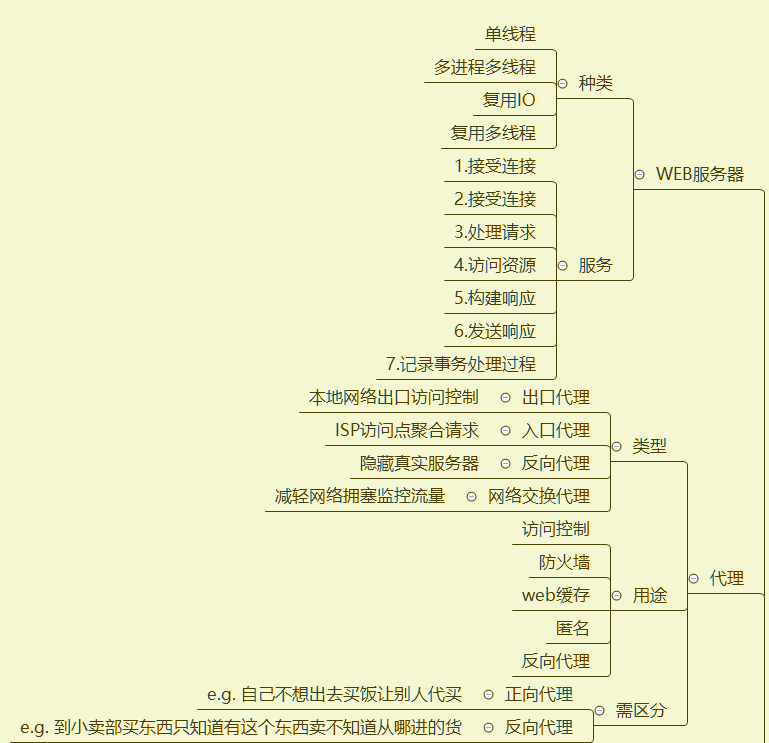 单线程
多进程多线程
种类
复用IO
复用多线程
1.接受连接
WEB服务器
2.接受连接
3.处理请求
4.访问资源
服务
5.构建响应
6.发送响应
7.记录事务处理过程
本地网络出口访问控制 出口代理
ISP访问点聚合请求 入口代理
类型
隐藏真实服务器 反向代理
减轻网络拥塞监控流量 网络交换代理
访问控制
防火墙
代理
web缓存 用途
匿名
反向代理
e.g. 自己不想出去买饭让别人代买 正向代理
需区分
e.g. 到小卖部买东西只知道有这个东西卖不知道从哪进的货 反向代理